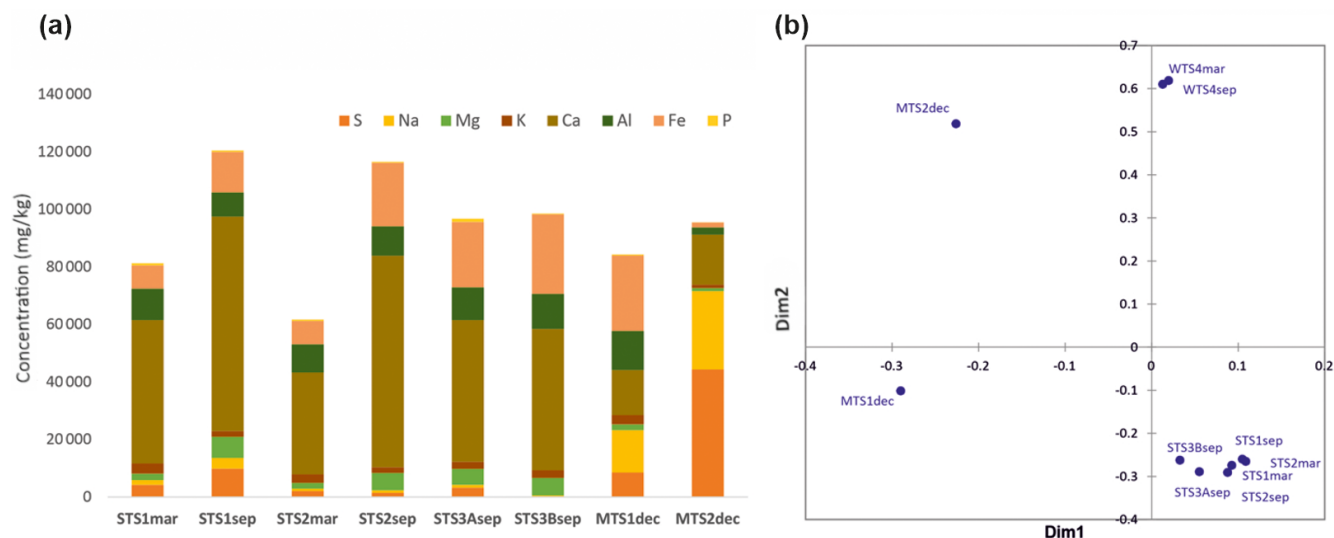 (a)
140 000
S Na Mg K Ca Al Fe P
120 000
100 000
80 000
60 000
40 000
20 000
0
Concentration (mg/kg)
STS1mar STS1sep STS2mar STS2sep STS3Asep STS3Bsep MTS1dec MTS2dec
(b)
0.7
WTS4mar
0.6
WTS4sep
MTS2dec
0.5
0.4
0.3
0.2
0.1
Dim2
0
-0.4 -0.3 -0.2 -0.1 0 0.1 0.2
-0.1
MTS1dec
-0.2
STS3Bsep STS1sep
STS2mar
-0.3
STS1mar
STS3Asep
STS2sep
-0.4
Dim1